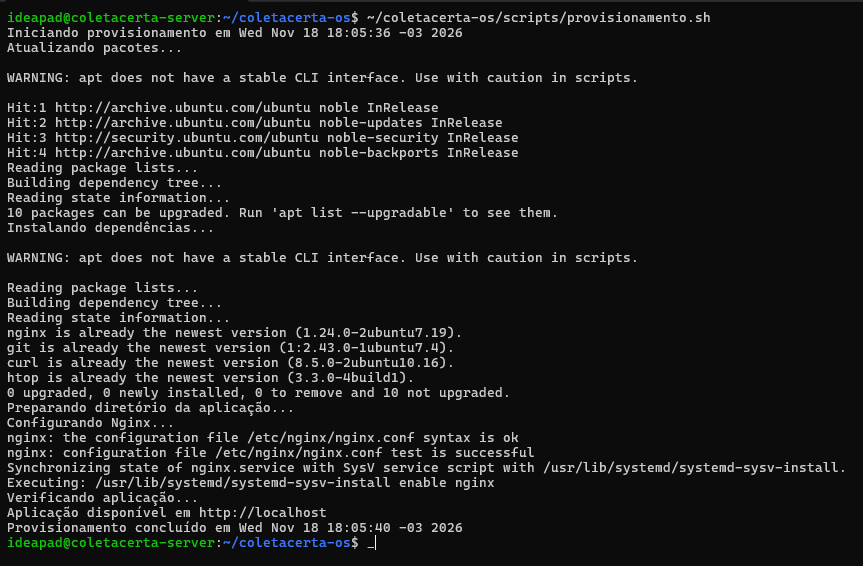 ideapad@coletacerta-server:~/coletacerta-os$ ~/coletacerta-os/scripts/provisionamento.sh
Iniciando provisionamento em Wed Nov 18 18:05:36 -03 2026
Atualizando pacotes...
WARNING: apt does not have a stable CLI interface. Use with caution in scripts.
Hit:1 http://archive.ubuntu.com/ubuntu noble InRelease
Hit:2 http://archive.ubuntu.com/ubuntu noble-updates InRelease
Hit:3 http://security.ubuntu.com/ubuntu noble-security InRelease
Hit:4 http://archive.ubuntu.com/ubuntu noble-backports InRelease
Reading package lists...
Building dependency tree...
Reading state information...
10 packages can be upgraded. Run 'apt list --upgradable' to see them.
Instalando dependências...
WARNING: apt does not have a stable CLI interface. Use with caution in scripts.
Reading package lists...
Building dependency tree...
Reading state information...
nginx is already the newest version (1.24.0-2ubuntu7.19).
git is already the newest version (1:2.43.0-1ubuntu7.4).
curl is already the newest version (8.5.0-2ubuntu10.16).
htop is already the newest version (3.3.0-4build1).
0 upgraded, 0 newly installed, 0 to remove and 10 not upgraded.
Preparando diretório da aplicação...
Configurando Nginx...
nginx: the configuration file /etc/nginx/nginx.conf syntax is ok
nginx: configuration file /etc/nginx/nginx.conf test is successful
Synchronizing state of nginx.service with SysV service script with /usr/lib/systemd/systemd-sysv-install.
Executing: /usr/lib/systemd/systemd-sysv-install enable nginx
Verificando aplicação...
Aplicação disponível em http://localhost
Provisionamento concluído em Wed Nov 18 18:05:40 -03 2026
ideapad@coletacerta-server:~/coletacerta-os$ _